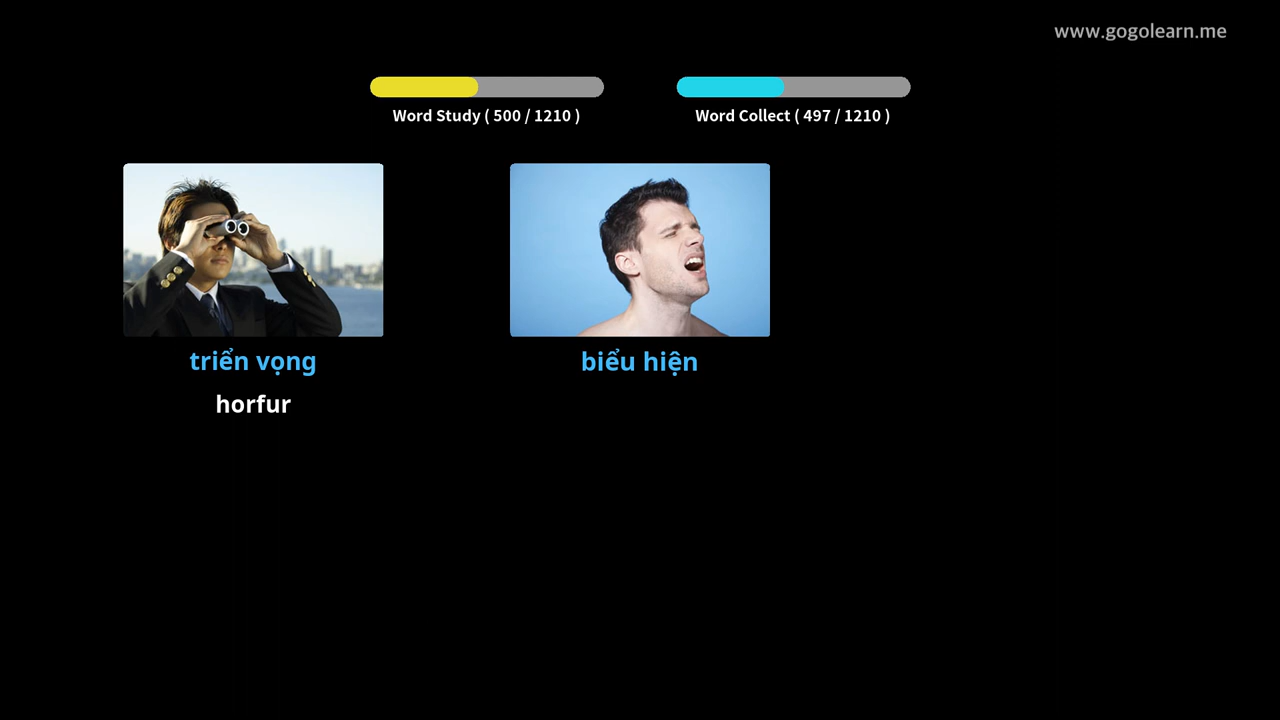 www.gogolearn.me
Word Study ( 500 / 1210 )
Word Collect ( 497 / 1210 )
triển vọng
horfur
biểu hiện